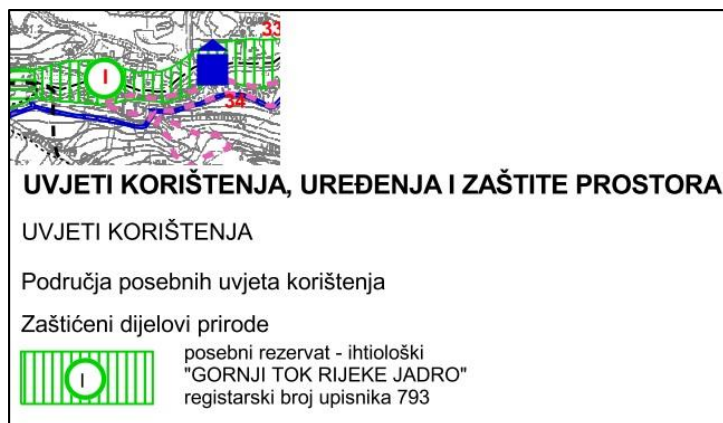 33
I
34
UVJETI KORIŠTENJA, UREĐENJA I ZAŠTITE PROSTORA
UVJETI KORIŠTENJA
Područja posebnih uvjeta korištenja
Zaštićeni dijelovi prirode
posebni rezervat - ihtiološki
"GORNJI TOK RIJEKE JADRO"
I
registarski broj upisnika 793